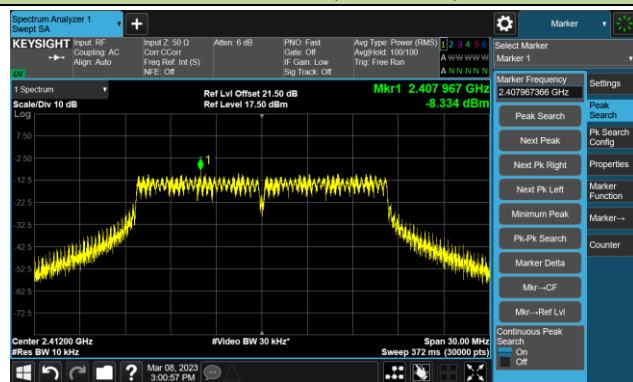 Spectrum Analyzer 1
Swept SA
Marker
KEYSIGHT
Input: RF
Coupling: AC
Align: Auto
Input Z: 50 Ω
Corr CCorr
Freq Ref: Int (S)
NFE: Off
Atten: 6 dB
PNO: Fast
Gate: Off
IF Gain: Low
Sig Track: Off
Avg Type: Power (RMS)
Avg|Hold: 100/100
Trig: Free Run
1 2 3 4 5 6
A W W W W W
A N N N N N
Select Marker
Marker 1
LXI
1 Spectrum
Scale/Div 10 dB
Log
Ref Lvl Offset 21.50 dB
Ref Level 17.50 dBm
Mkr1 2.407 967 GHz
-8.334 dBm
7.50
-2.50
-12.5
-22.5
-32.5
-42.5
-52.5
-62.5
-72.5
1
Center 2.41200 GHz
#Res BW 10 kHz
#Video BW 30 kHz*
Span 30.00 MHz
Sweep 372 ms (30000 pts)
Marker Frequency
2.407967366 GHz
Peak Search
Next Peak
Next Pk Right
Next Pk Left
Minimum Peak
Pk-Pk Search
Marker Delta
Mkr→CF
Mkr→Ref Lvl
Continuous Peak
Search
On
Off
Settings
Peak
Search
Pk Search
Config
Properties
Marker
Function
Marker→
Counter
Mar 08, 2023
3:00:57 PM